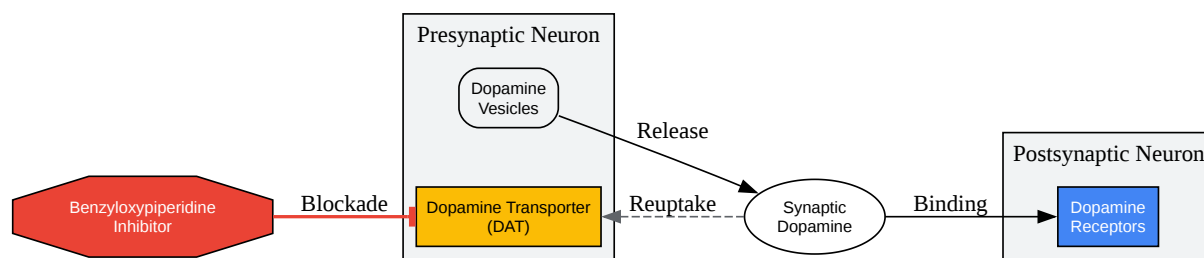 Presynaptic Neuron
Dopamine
Vesicles
Release
Postsynaptic Neuron
Benzyloxypiperidine
Inhibitor
Blockade
Dopamine Transporter
(DAT)
Reuptake
Synaptic
Dopamine
Binding
Dopamine
Receptors